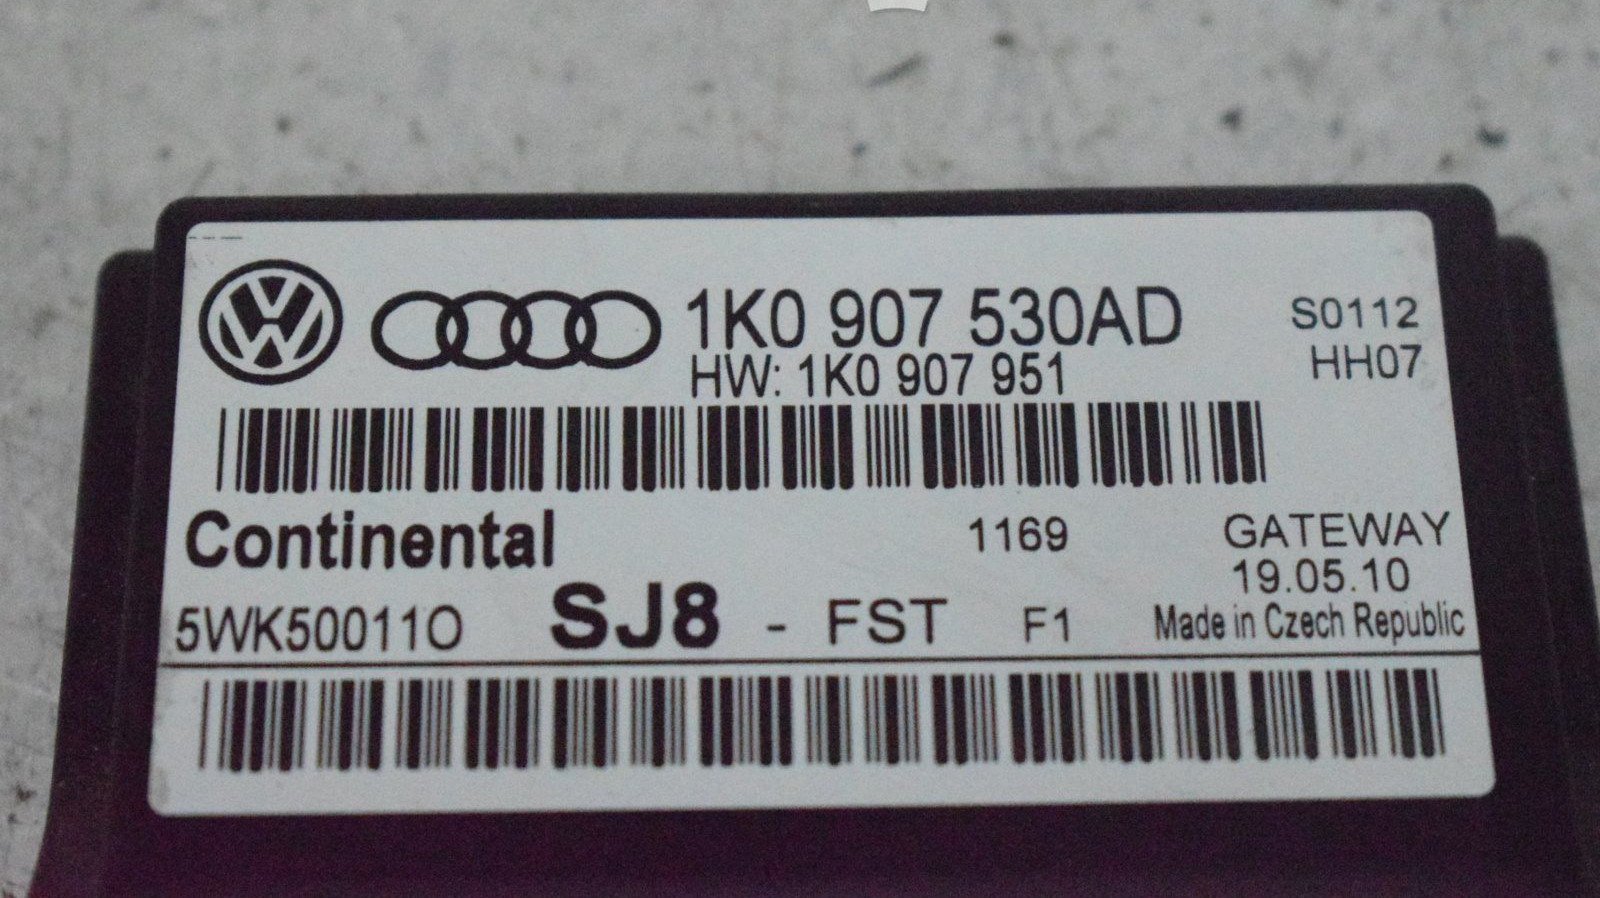 1K0 907 530AD
S0112
HW: 1K0 907 951
HH07
Continental
1169
GATEWAY
19.05.10
5WK50011O
SJ8 - FST F1
Made in Czech Republic